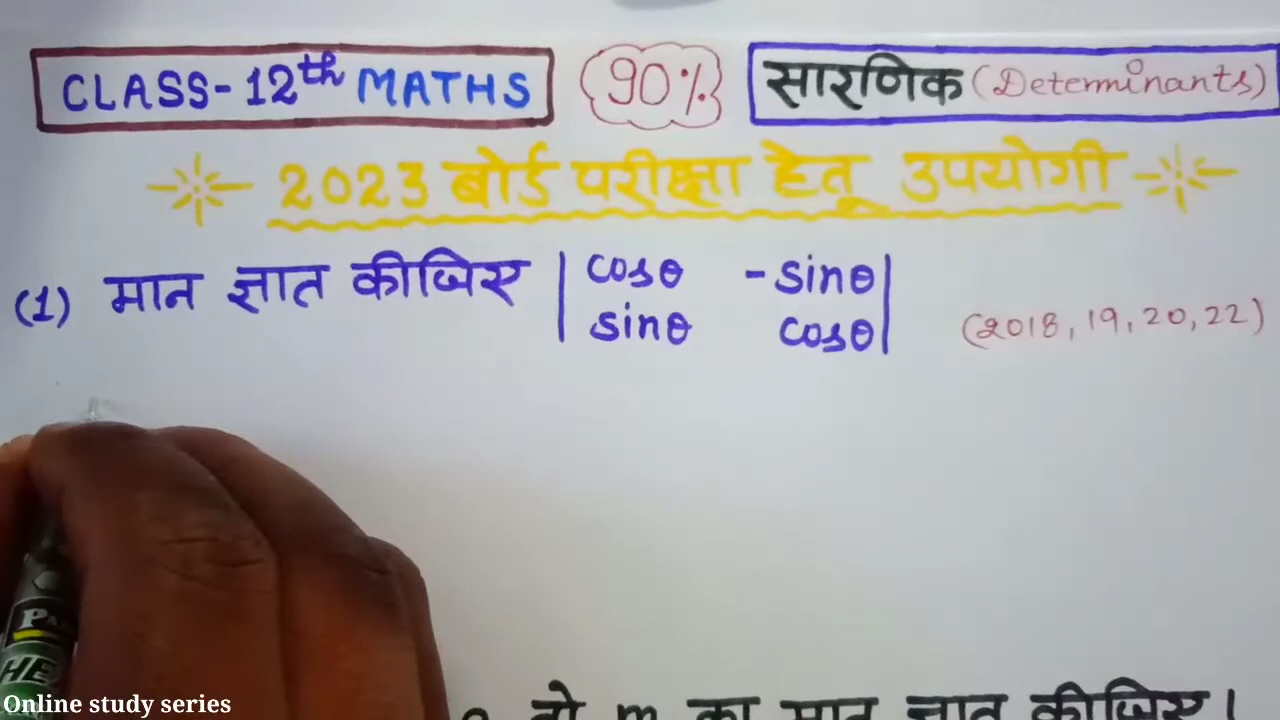 CLASS-12th MATHS 90% सारणिक (Determinants)
2023 बोर्ड परीक्षा हेतू उपयोगी
(1) मान ज्ञात कीजिए | cosθ -sinθ |
| sinθ cosθ | (2018, 19, 20, 22)
तो m का मान ज्ञात कीजिए।
Online study series